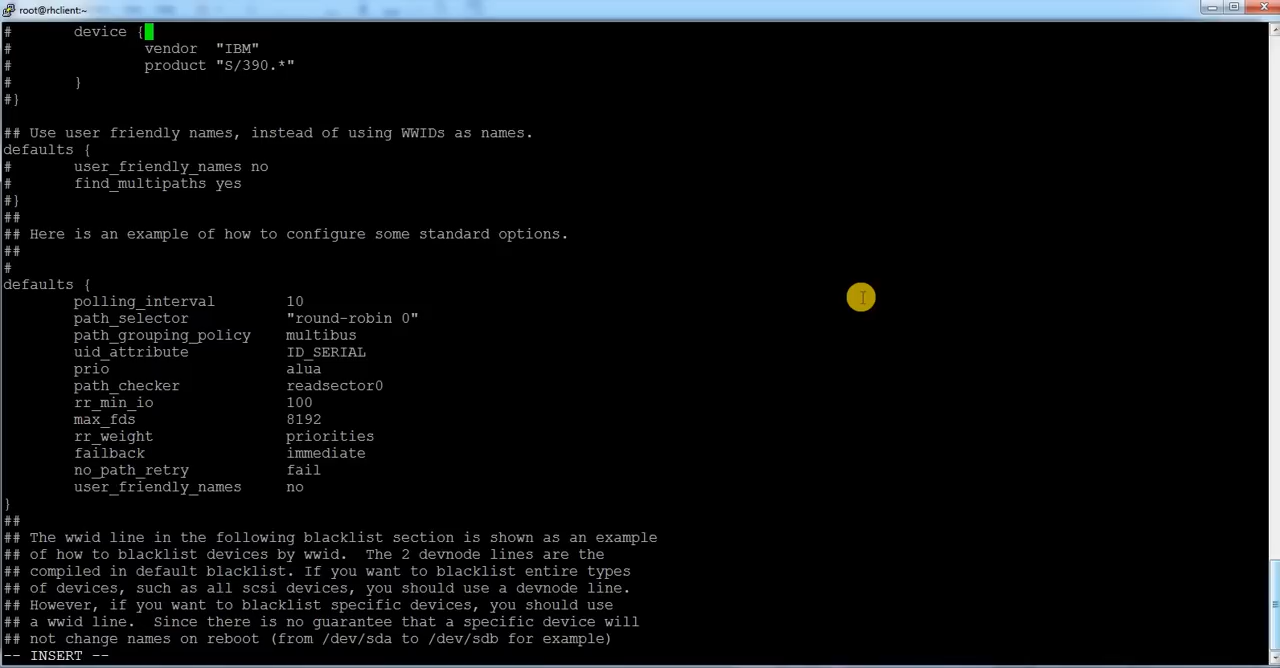 root@rhclient:~
#       device {
#               vendor  "IBM"
#               product "S/390.*"
#       }
#}
## Use user friendly names, instead of using WWIDs as names.
defaults {
#       user_friendly_names no
#       find_multipaths yes
#}
##
## Here is an example of how to configure some standard options.
##
#
defaults {
        polling_interval        10
        path_selector           "round-robin 0"
        path_grouping_policy    multibus
        uid_attribute           ID_SERIAL
        prio                    alua
        path_checker            readsector0
        rr_min_io               100
        max_fds                 8192
        rr_weight               priorities
        failback                immediate
        no_path_retry           fail
        user_friendly_names     no
}
##
## The wwid line in the following blacklist section is shown as an example
## of how to blacklist devices by wwid.  The 2 devnode lines are the
## compiled in default blacklist. If you want to blacklist entire types
## of devices, such as all scsi devices, you should use a devnode line.
## However, if you want to blacklist specific devices, you should use
## a wwid line.  Since there is no guarantee that a specific device will
## not change names on reboot (from /dev/sda to /dev/sdb for example)
-- INSERT --